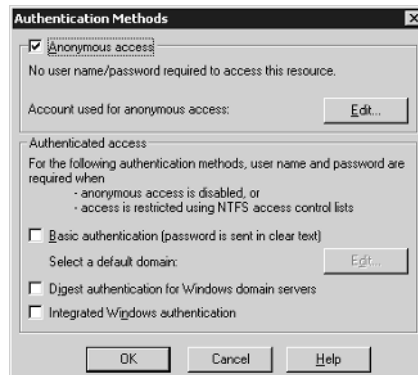 Authentication Methods
Anonymous access
No user name/password required to access this resource.
Account used for anonymous access:
Edit...
Authenticated access
For the following authentication methods, user name and password are
required when
- anonymous access is disabled, or
- access is restricted using NTFS access control lists
Basic authentication (password is sent in clear text)
Select a default domain:
Edit...
Digest authentication for Windows domain servers
Integrated Windows authentication
OK
Cancel
Help